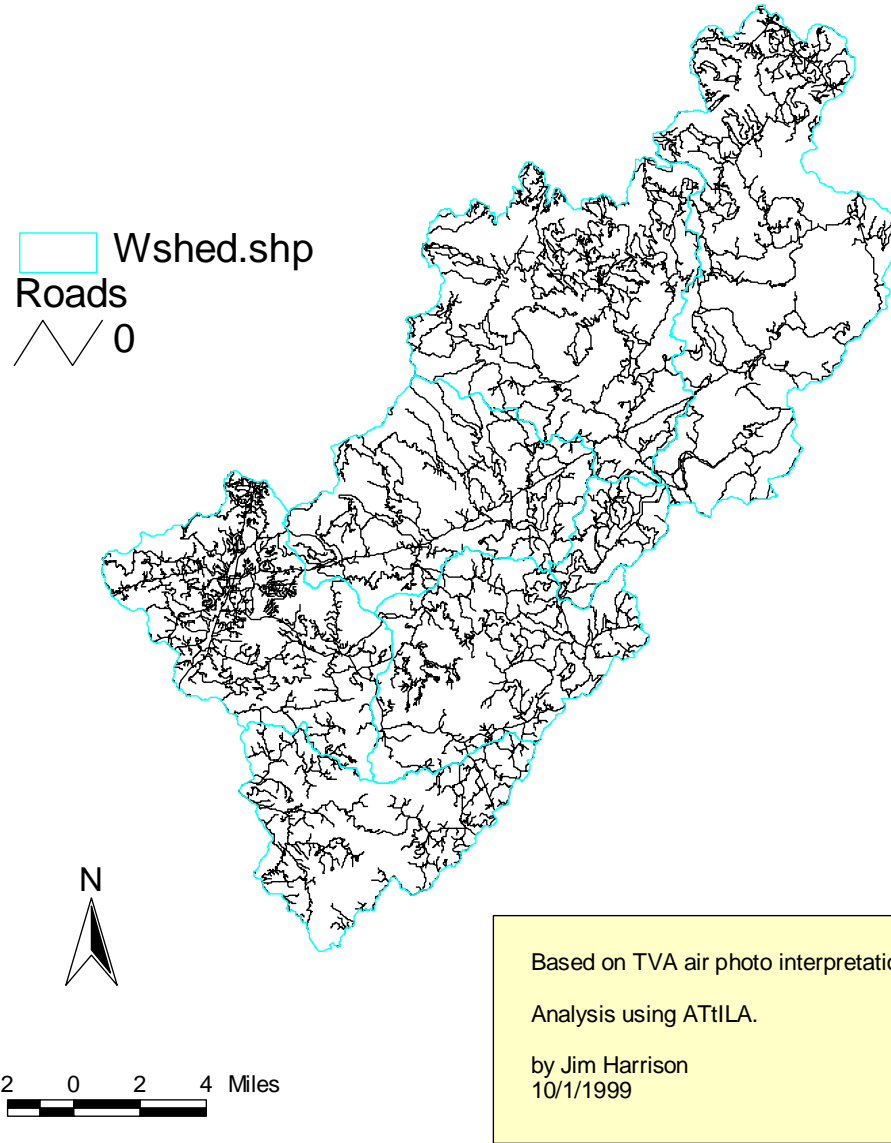 Wshed.shp
Roads
0
N
2 0 2 4 Miles
Based on TVA air photo interpretatio
Analysis using ATtILA.
by Jim Harrison
10/1/1999